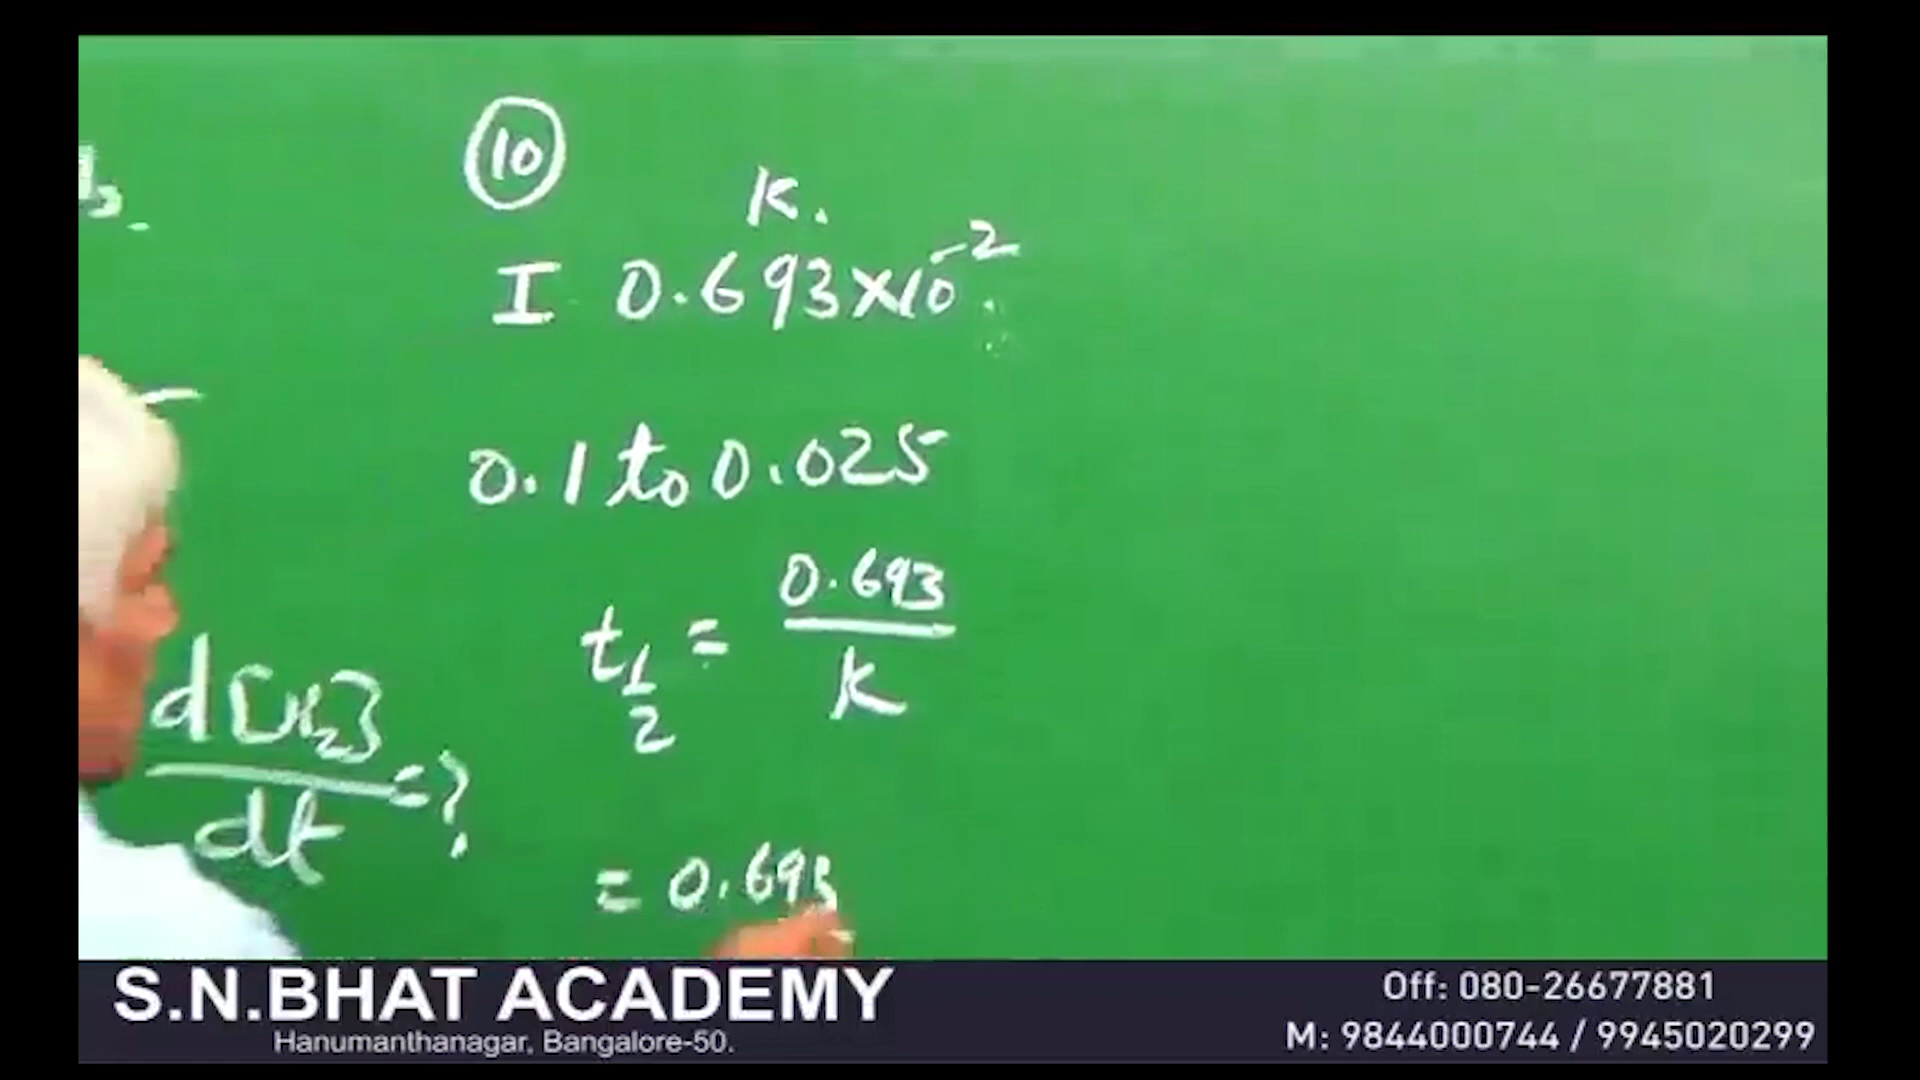 10
K.
I 0.693×10⁻².
0.1 to 0.025
t½ = 0.693/K
= 0.693
d[N₂]/dt = ?
S.N.BHAT ACADEMY
Hanumanthanagar, Bangalore-50.
Off: 080-26677881
M: 9844000744 / 9945020299